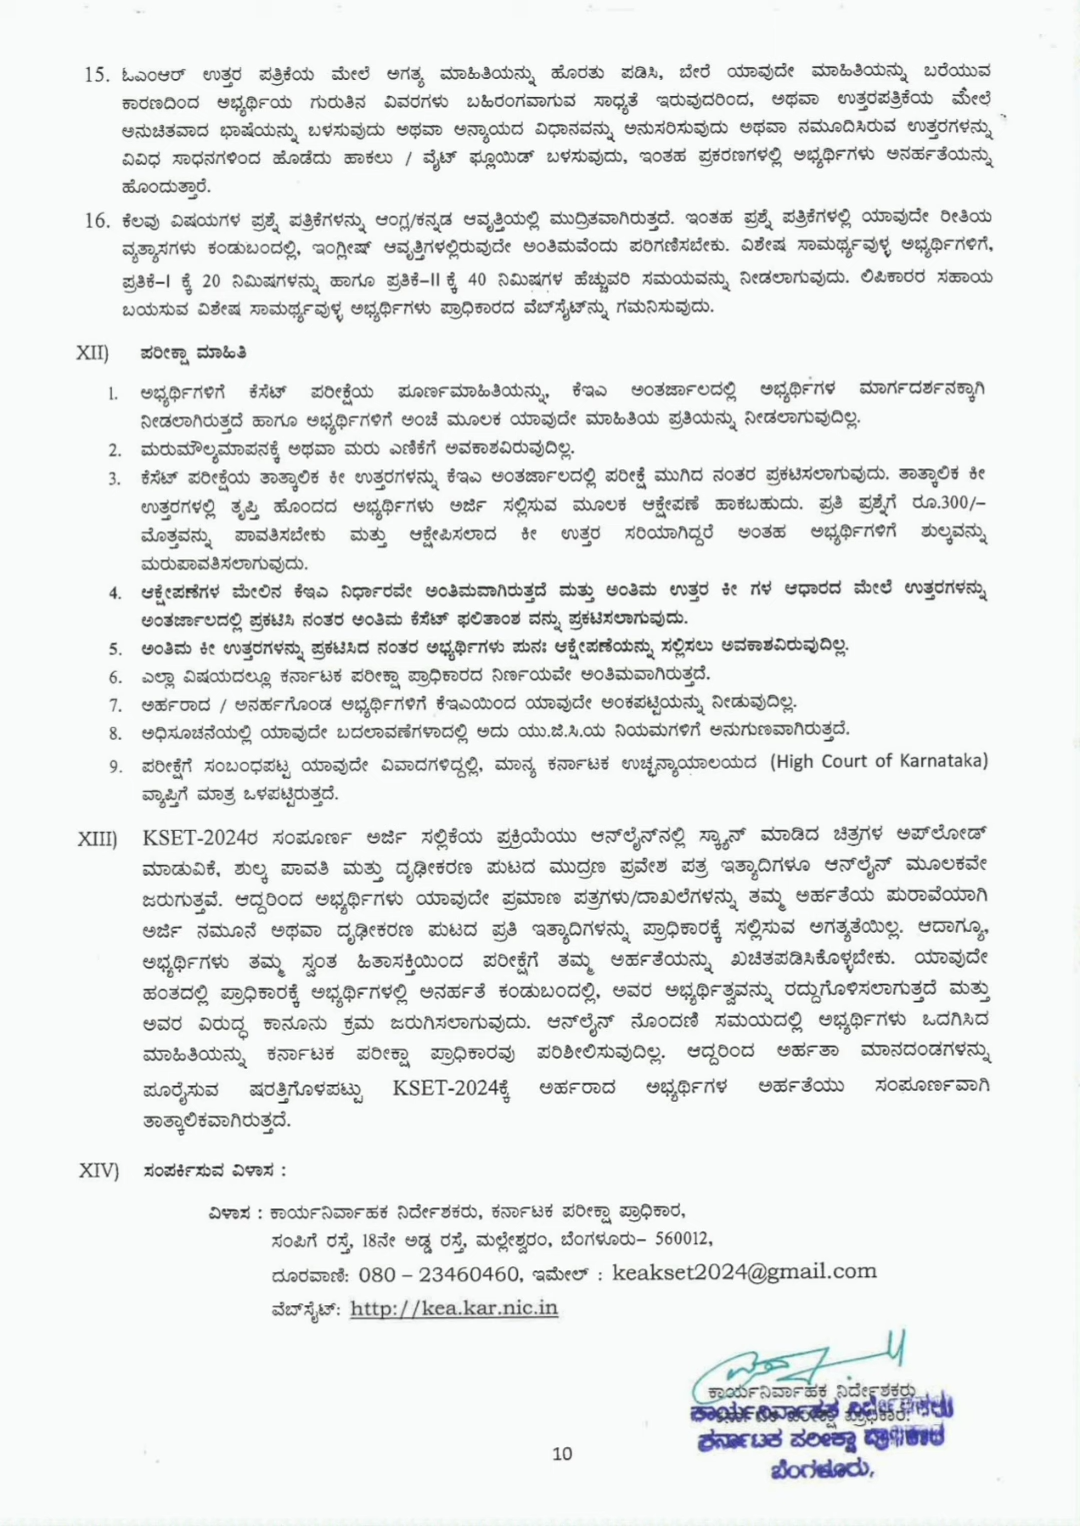 15. ಓಎಂಆರ್ ಉತ್ತರ ಪತ್ರಿಕೆಯ ಮೇಲೆ ಅಗತ್ಯ ಮಾಹಿತಿಯನ್ನು ಹೊರತು ಪಡಿಸಿ, ಬೇರೆ ಯಾವುದೇ ಮಾಹಿತಿಯನ್ನು ಬರೆಯುವ
ಕಾರಣದಿಂದ ಅಭ್ಯರ್ಥಿಯ ಗುರುತಿನ ವಿವರಗಳು ಬಹಿರಂಗವಾಗುವ ಸಾಧ್ಯತೆ ಇರುವುದರಿಂದ, ಅಥವಾ ಉತ್ತರಪತ್ರಿಕೆಯ ಮೇಲೆ
ಅನುಚಿತವಾದ ಭಾಷೆಯನ್ನು ಬಳಸುವುದು ಅಥವಾ ಅನ್ಯಾಯದ ವಿಧಾನವನ್ನು ಅನುಸರಿಸುವುದು ಅಥವಾ ನಮೂದಿಸಿರುವ ಉತ್ತರಗಳನ್ನು
ವಿವಿಧ ಸಾಧನಗಳಿಂದ ಹೊಡೆದು ಹಾಕಲು / ವೈಟ್ ಫ್ಲೂಯಿಡ್ ಬಳಸುವುದು, ಇಂತಹ ಪ್ರಕರಣಗಳಲ್ಲಿ ಅಭ್ಯರ್ಥಿಗಳು ಅನರ್ಹತೆಯನ್ನು
ಹೊಂದುತ್ತಾರೆ.
16. ಕೆಲವು ವಿಷಯಗಳ ಪ್ರಶ್ನೆ ಪತ್ರಿಕೆಗಳನ್ನು ಆಂಗ್ಲ/ಕನ್ನಡ ಆವೃತ್ತಿಯಲ್ಲಿ ಮುದ್ರಿತವಾಗಿರುತ್ತದೆ. ಇಂತಹ ಪ್ರಶ್ನೆ ಪತ್ರಿಕೆಗಳಲ್ಲಿ ಯಾವುದೇ ರೀತಿಯ
ವ್ಯತ್ಯಾಸಗಳು ಕಂಡುಬಂದಲ್ಲಿ, ಇಂಗ್ಲೀಷ್ ಆವೃತ್ತಿಗಳಲ್ಲಿರುವುದೇ ಅಂತಿಮವೆಂದು ಪರಿಗಣಿಸಬೇಕು. ವಿಶೇಷ ಸಾಮರ್ಥ್ಯವುಳ್ಳ ಅಭ್ಯರ್ಥಿಗಳಿಗೆ,
ಪ್ರತಿಕೆ–I ಕ್ಕೆ 20 ನಿಮಿಷಗಳನ್ನು ಹಾಗೂ ಪ್ರತಿಕೆ–II ಕ್ಕೆ 40 ನಿಮಿಷಗಳ ಹೆಚ್ಚುವರಿ ಸಮಯವನ್ನು ನೀಡಲಾಗುವುದು. ಲಿಪಿಕಾರರ ಸಹಾಯ
ಬಯಸುವ ವಿಶೇಷ ಸಾಮರ್ಥ್ಯವುಳ್ಳ ಅಭ್ಯರ್ಥಿಗಳು ಪ್ರಾಧಿಕಾರದ ವೆಬ್‌ಸೈಟ್‌ನ್ನು ಗಮನಿಸುವುದು.
XII) ಪರೀಕ್ಷಾ ಮಾಹಿತಿ
1. ಅಭ್ಯರ್ಥಿಗಳಿಗೆ ಕೆಸೆಟ್ ಪರೀಕ್ಷೆಯ ಪೂರ್ಣಮಾಹಿತಿಯನ್ನು, ಕೆಇಎ ಅಂತರ್ಜಾಲದಲ್ಲಿ ಅಭ್ಯರ್ಥಿಗಳ ಮಾರ್ಗದರ್ಶನಕ್ಕಾಗಿ
ನೀಡಲಾಗಿರುತ್ತದೆ ಹಾಗೂ ಅಭ್ಯರ್ಥಿಗಳಿಗೆ ಅಂಚೆ ಮೂಲಕ ಯಾವುದೇ ಮಾಹಿತಿಯ ಪ್ರತಿಯನ್ನು ನೀಡಲಾಗುವುದಿಲ್ಲ.
2. ಮರುಮೌಲ್ಯಮಾಪನಕ್ಕೆ ಅಥವಾ ಮರು ಎಣಿಕೆಗೆ ಅವಕಾಶವಿರುವುದಿಲ್ಲ.
3. ಕೆಸೆಟ್ ಪರೀಕ್ಷೆಯ ತಾತ್ಕಾಲಿಕ ಕೀ ಉತ್ತರಗಳನ್ನು ಕೆಇಎ ಅಂತರ್ಜಾಲದಲ್ಲಿ ಪರೀಕ್ಷೆ ಮುಗಿದ ನಂತರ ಪ್ರಕಟಿಸಲಾಗುವುದು. ತಾತ್ಕಾಲಿಕ ಕೀ
ಉತ್ತರಗಳಲ್ಲಿ ತೃಪ್ತಿ ಹೊಂದದ ಅಭ್ಯರ್ಥಿಗಳು ಅರ್ಜಿ ಸಲ್ಲಿಸುವ ಮೂಲಕ ಆಕ್ಷೇಪಣೆ ಹಾಕಬಹುದು. ಪ್ರತಿ ಪ್ರಶ್ನೆಗೆ ರೂ.300/–
ಮೊತ್ತವನ್ನು ಪಾವತಿಸಬೇಕು ಮತ್ತು ಆಕ್ಷೇಪಿಸಲಾದ ಕೀ ಉತ್ತರ ಸರಿಯಾಗಿದ್ದರೆ ಅಂತಹ ಅಭ್ಯರ್ಥಿಗಳಿಗೆ ಶುಲ್ಕವನ್ನು
ಮರುಪಾವತಿಸಲಾಗುವುದು.
4. ಆಕ್ಷೇಪಣೆಗಳ ಮೇಲಿನ ಕೆಇಎ ನಿರ್ಧಾರವೇ ಅಂತಿಮವಾಗಿರುತ್ತದೆ ಮತ್ತು ಅಂತಿಮ ಉತ್ತರ ಕೀ ಗಳ ಆಧಾರದ ಮೇಲೆ ಉತ್ತರಗಳನ್ನು
ಅಂತರ್ಜಾಲದಲ್ಲಿ ಪ್ರಕಟಿಸಿ ನಂತರ ಅಂತಿಮ ಕೆಸೆಟ್ ಫಲಿತಾಂಶ ವನ್ನು ಪ್ರಕಟಿಸಲಾಗುವುದು.
5. ಅಂತಿಮ ಕೀ ಉತ್ತರಗಳನ್ನು ಪ್ರಕಟಿಸಿದ ನಂತರ ಅಭ್ಯರ್ಥಿಗಳು ಪುನಃ ಆಕ್ಷೇಪಣೆಯನ್ನು ಸಲ್ಲಿಸಲು ಅವಕಾಶವಿರುವುದಿಲ್ಲ.
6. ಎಲ್ಲಾ ವಿಷಯದಲ್ಲೂ ಕರ್ನಾಟಕ ಪರೀಕ್ಷಾ ಪ್ರಾಧಿಕಾರದ ನಿರ್ಣಯವೇ ಅಂತಿಮವಾಗಿರುತ್ತದೆ.
7. ಅರ್ಹರಾದ / ಅನರ್ಹಗೊಂಡ ಅಭ್ಯರ್ಥಿಗಳಿಗೆ ಕೆಇಎಯಿಂದ ಯಾವುದೇ ಅಂಕಪಟ್ಟಿಯನ್ನು ನೀಡುವುದಿಲ್ಲ.
8. ಅಧಿಸೂಚನೆಯಲ್ಲಿ ಯಾವುದೇ ಬದಲಾವಣೆಗಳಾದಲ್ಲಿ ಅದು ಯು.ಜಿ.ಸಿ.ಯ ನಿಯಮಗಳಿಗೆ ಅನುಗುಣವಾಗಿರುತ್ತದೆ.
9. ಪರೀಕ್ಷೆಗೆ ಸಂಬಂಧಪಟ್ಟ ಯಾವುದೇ ವಿವಾದಗಳಿದ್ದಲ್ಲಿ, ಮಾನ್ಯ ಕರ್ನಾಟಕ ಉಚ್ಛನ್ಯಾಯಾಲಯದ (High Court of Karnataka)
ವ್ಯಾಪ್ತಿಗೆ ಮಾತ್ರ ಒಳಪಟ್ಟಿರುತ್ತದೆ.
XIII) KSET-2024ರ ಸಂಪೂರ್ಣ ಅರ್ಜಿ ಸಲ್ಲಿಕೆಯ ಪ್ರಕ್ರಿಯೆಯು ಆನ್‌ಲೈನ್‌ನಲ್ಲಿ ಸ್ಕ್ಯಾನ್ ಮಾಡಿದ ಚಿತ್ರಗಳ ಅಪ್‌ಲೋಡ್
ಮಾಡುವಿಕೆ, ಶುಲ್ಕ ಪಾವತಿ ಮತ್ತು ದೃಢೀಕರಣ ಪುಟದ ಮುದ್ರಣ ಪ್ರವೇಶ ಪತ್ರ ಇತ್ಯಾದಿಗಳೂ ಆನ್‌ಲೈನ್ ಮೂಲಕವೇ
ಜರುಗುತ್ತವೆ. ಆದ್ದರಿಂದ ಅಭ್ಯರ್ಥಿಗಳು ಯಾವುದೇ ಪ್ರಮಾಣ ಪತ್ರಗಳು/ದಾಖಲೆಗಳನ್ನು ತಮ್ಮ ಅರ್ಹತೆಯ ಪುರಾವೆಯಾಗಿ
ಅರ್ಜಿ ನಮೂನೆ ಅಥವಾ ದೃಢೀಕರಣ ಪುಟದ ಪ್ರತಿ ಇತ್ಯಾದಿಗಳನ್ನು ಪ್ರಾಧಿಕಾರಕ್ಕೆ ಸಲ್ಲಿಸುವ ಅಗತ್ಯತೆಯಿಲ್ಲ. ಆದಾಗ್ಯೂ,
ಅಭ್ಯರ್ಥಿಗಳು ತಮ್ಮ ಸ್ವಂತ ಹಿತಾಸಕ್ತಿಯಿಂದ ಪರೀಕ್ಷೆಗೆ ತಮ್ಮ ಅರ್ಹತೆಯನ್ನು ಖಚಿತಪಡಿಸಿಕೊಳ್ಳಬೇಕು. ಯಾವುದೇ
ಹಂತದಲ್ಲಿ ಪ್ರಾಧಿಕಾರಕ್ಕೆ ಅಭ್ಯರ್ಥಿಗಳಲ್ಲಿ ಅನರ್ಹತೆ ಕಂಡುಬಂದಲ್ಲಿ, ಅವರ ಅಭ್ಯರ್ಥಿತ್ವವನ್ನು ರದ್ದುಗೊಳಿಸಲಾಗುತ್ತದೆ ಮತ್ತು
ಅವರ ವಿರುದ್ಧ ಕಾನೂನು ಕ್ರಮ ಜರುಗಿಸಲಾಗುವುದು. ಆನ್‌ಲೈನ್ ನೊಂದಣಿ ಸಮಯದಲ್ಲಿ ಅಭ್ಯರ್ಥಿಗಳು ಒದಗಿಸಿದ
ಮಾಹಿತಿಯನ್ನು ಕರ್ನಾಟಕ ಪರೀಕ್ಷಾ ಪ್ರಾಧಿಕಾರವು ಪರಿಶೀಲಿಸುವುದಿಲ್ಲ. ಆದ್ದರಿಂದ ಅರ್ಹತಾ ಮಾನದಂಡಗಳನ್ನು
ಪೂರೈಸುವ ಷರತ್ತಿಗೊಳಪಟ್ಟು KSET-2024ಕ್ಕೆ ಅರ್ಹರಾದ ಅಭ್ಯರ್ಥಿಗಳ ಅರ್ಹತೆಯು ಸಂಪೂರ್ಣವಾಗಿ
ತಾತ್ಕಾಲಿಕವಾಗಿರುತ್ತದೆ.
XIV) ಸಂಪರ್ಕಿಸುವ ವಿಳಾಸ :
ವಿಳಾಸ : ಕಾರ್ಯನಿರ್ವಾಹಕ ನಿರ್ದೇಶಕರು, ಕರ್ನಾಟಕ ಪರೀಕ್ಷಾ ಪ್ರಾಧಿಕಾರ,
ಸಂಪಿಗೆ ರಸ್ತೆ, 18ನೇ ಅಡ್ಡ ರಸ್ತೆ, ಮಲ್ಲೇಶ್ವರಂ, ಬೆಂಗಳೂರು– 560012,
ದೂರವಾಣಿ: 080 – 23460460, ಇಮೇಲ್ : keakset2024@gmail.com
ವೆಬ್‌ಸೈಟ್: http://kea.kar.nic.in
ಕಾರ್ಯನಿರ್ವಾಹಕ ನಿರ್ದೇಶಕರು
ಕಾರ್ಯನಿರ್ವಾಹಕ ನಿರ್ದೇಶಕರು
ಕರ್ನಾಟಕ ಪರೀಕ್ಷಾ ಪ್ರಾಧಿಕಾರ
ಬೆಂಗಳೂರು.
10